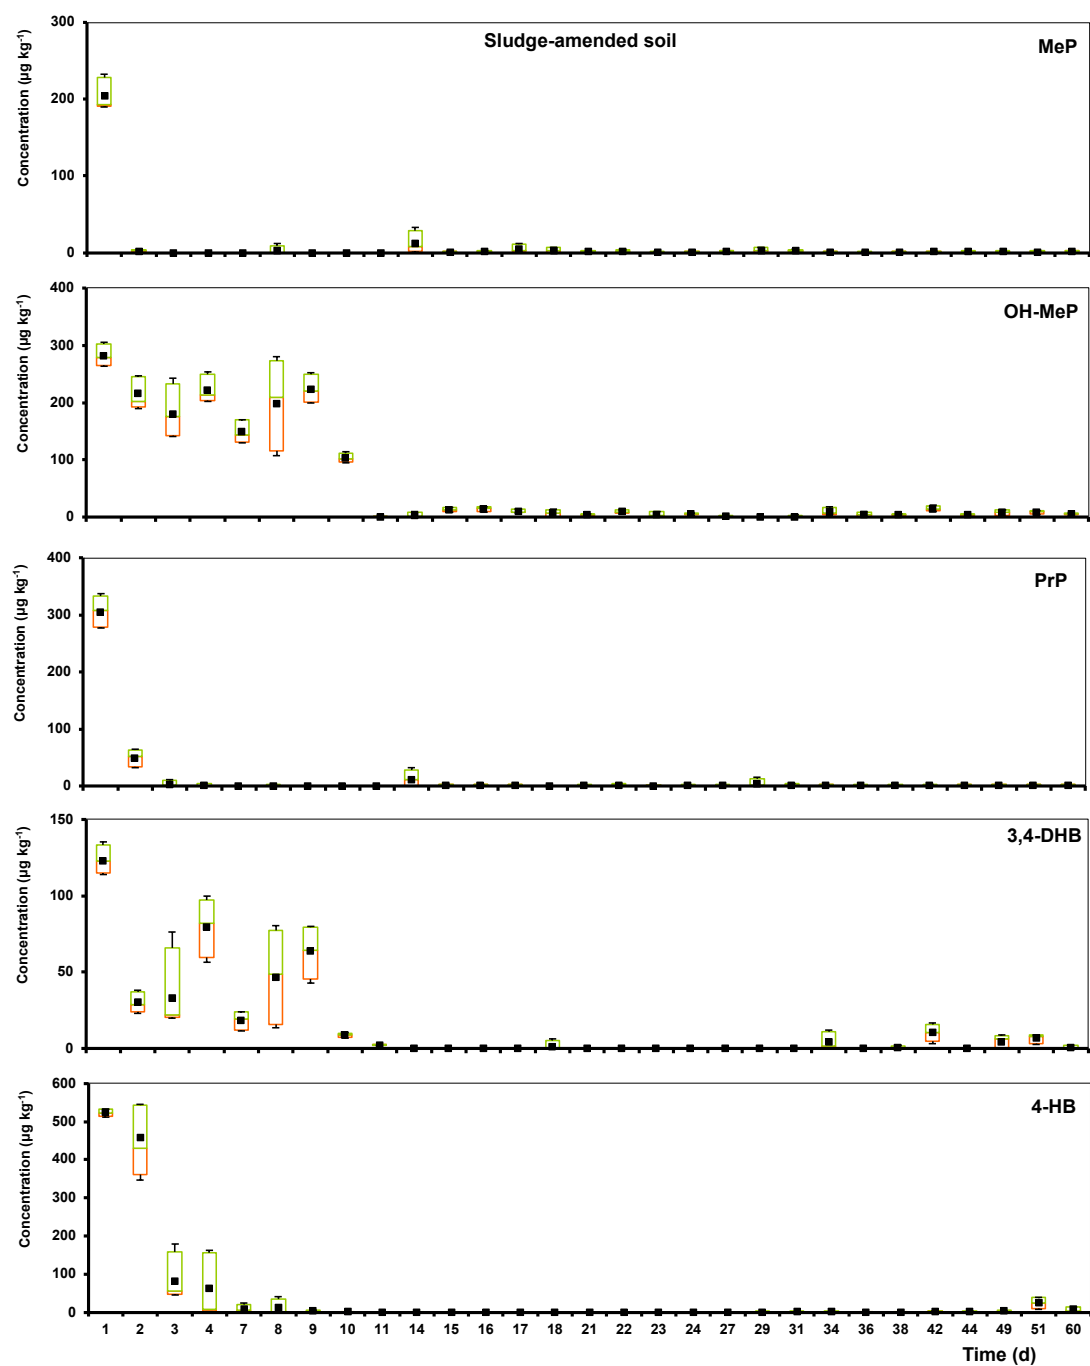 Sludge-amended soil
MeP
Concentration (µg kg-1)
300
200
100
0
OH-MeP
Concentration (µg kg-1)
400
300
200
100
0
PrP
Concentration (µg kg-1)
400
300
200
100
0
3,4-DHB
Concentration (µg kg-1)
150
100
50
0
4-HB
Concentration (µg kg-1)
600
500
400
300
200
100
0
1 2 3 4 7 8 9 10 11 14 15 16 17 18 21 22 23 24 27 29 31 34 36 38 42 44 49 51 60
Time (d)